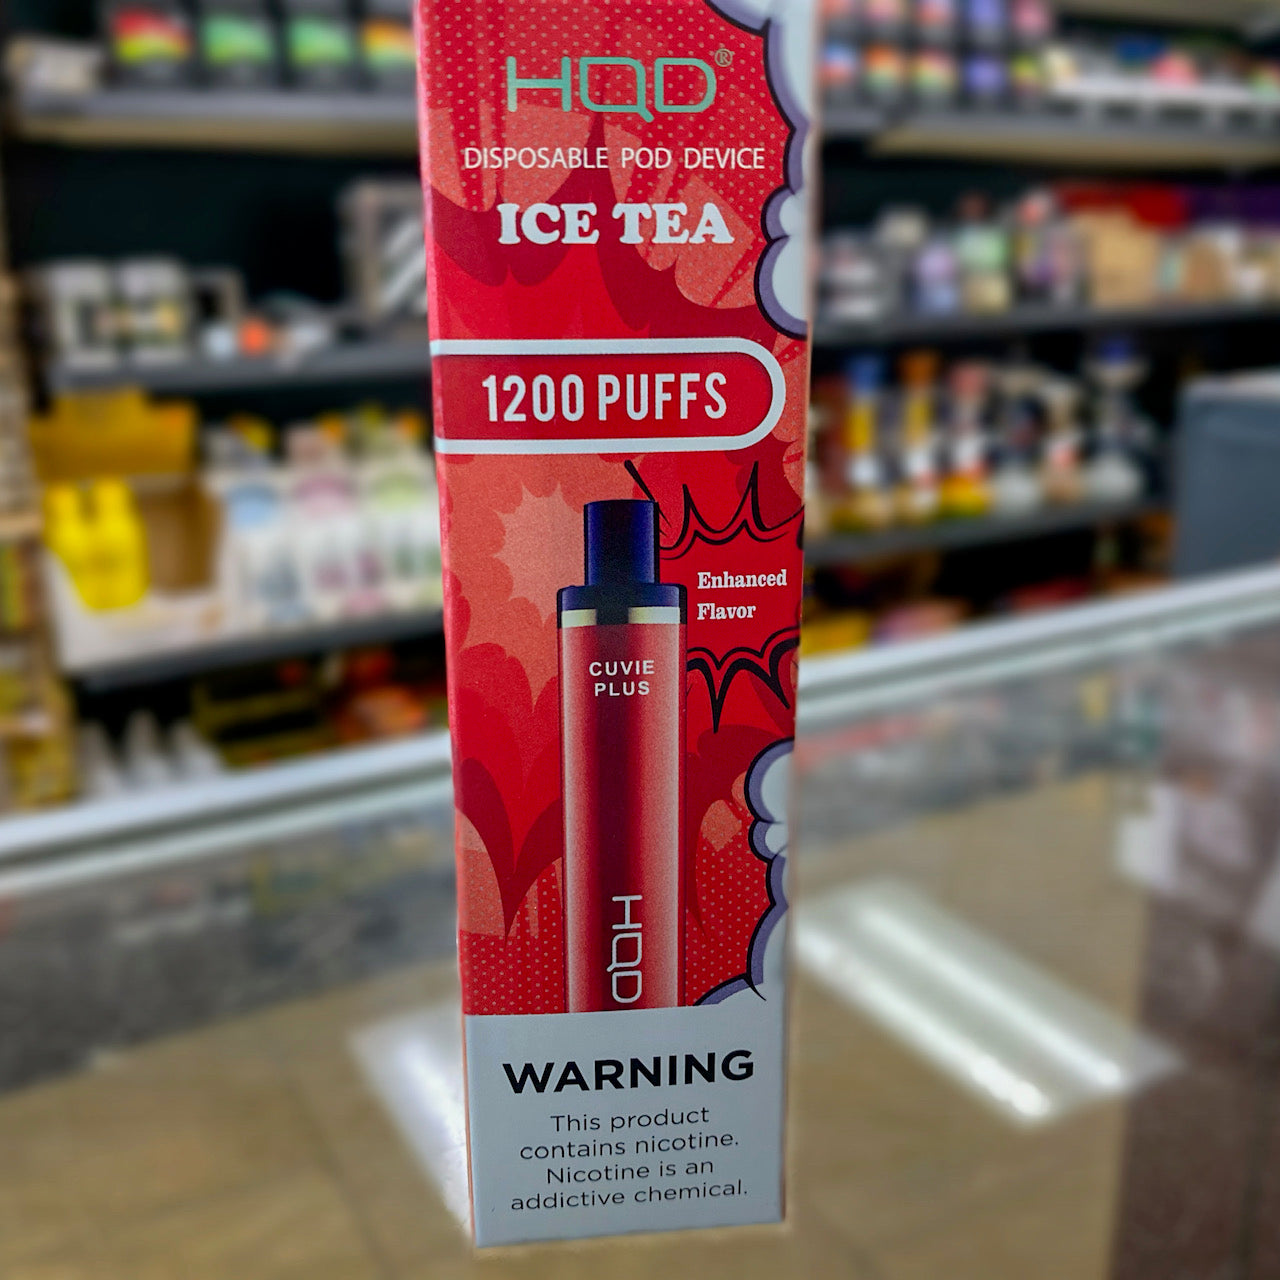 HQD®
DISPOSABLE POD DEVICE
ICE TEA
1200 PUFFS
Enhanced
Flavor
CUVIE
PLUS
HQD
WARNING
This product
contains nicotine.
Nicotine is an
addictive chemical.